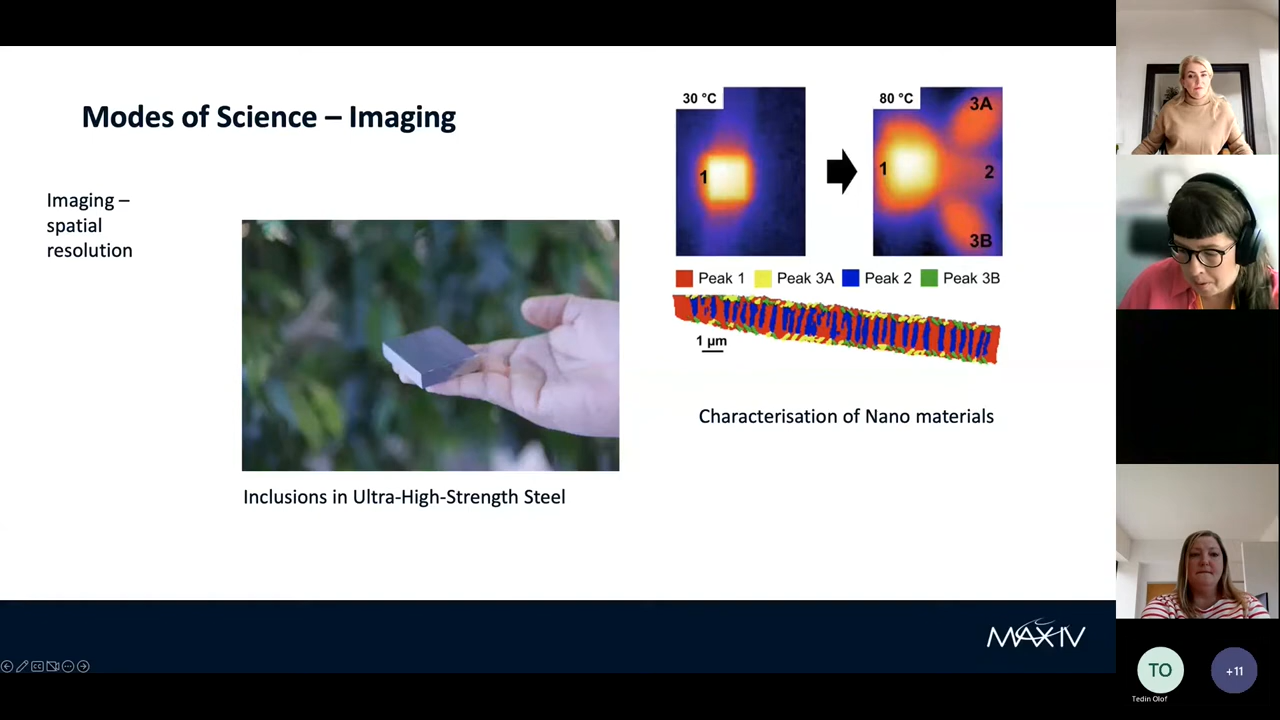 Modes of Science – Imaging
Imaging –
spatial
resolution
Inclusions in Ultra-High-Strength Steel
30 °C
1
80 °C
3A
1
2
3B
Peak 1
Peak 3A
Peak 2
Peak 3B
1 µm
Characterisation of Nano materials
MAX IV
TO
+11
Tedin Olof